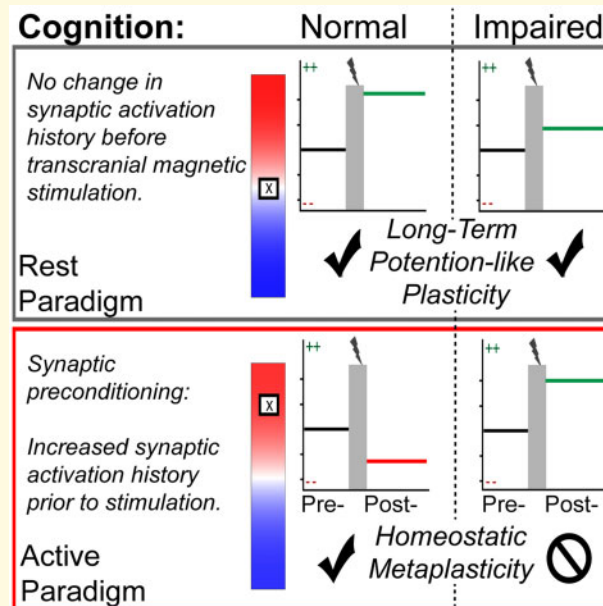 Cognition: Normal Impaired
No change in
synaptic activation
history before
transcranial magnetic
stimulation.
X
++ ++
-- --
Rest
Paradigm
Long-Term
Potention-like
Plasticity
Synaptic
preconditioning:
Increased synaptic
activation history
prior to stimulation.
X
++ ++
-- --
Pre- Post- Pre- Post-
Active
Paradigm
Homeostatic
Metaplasticity